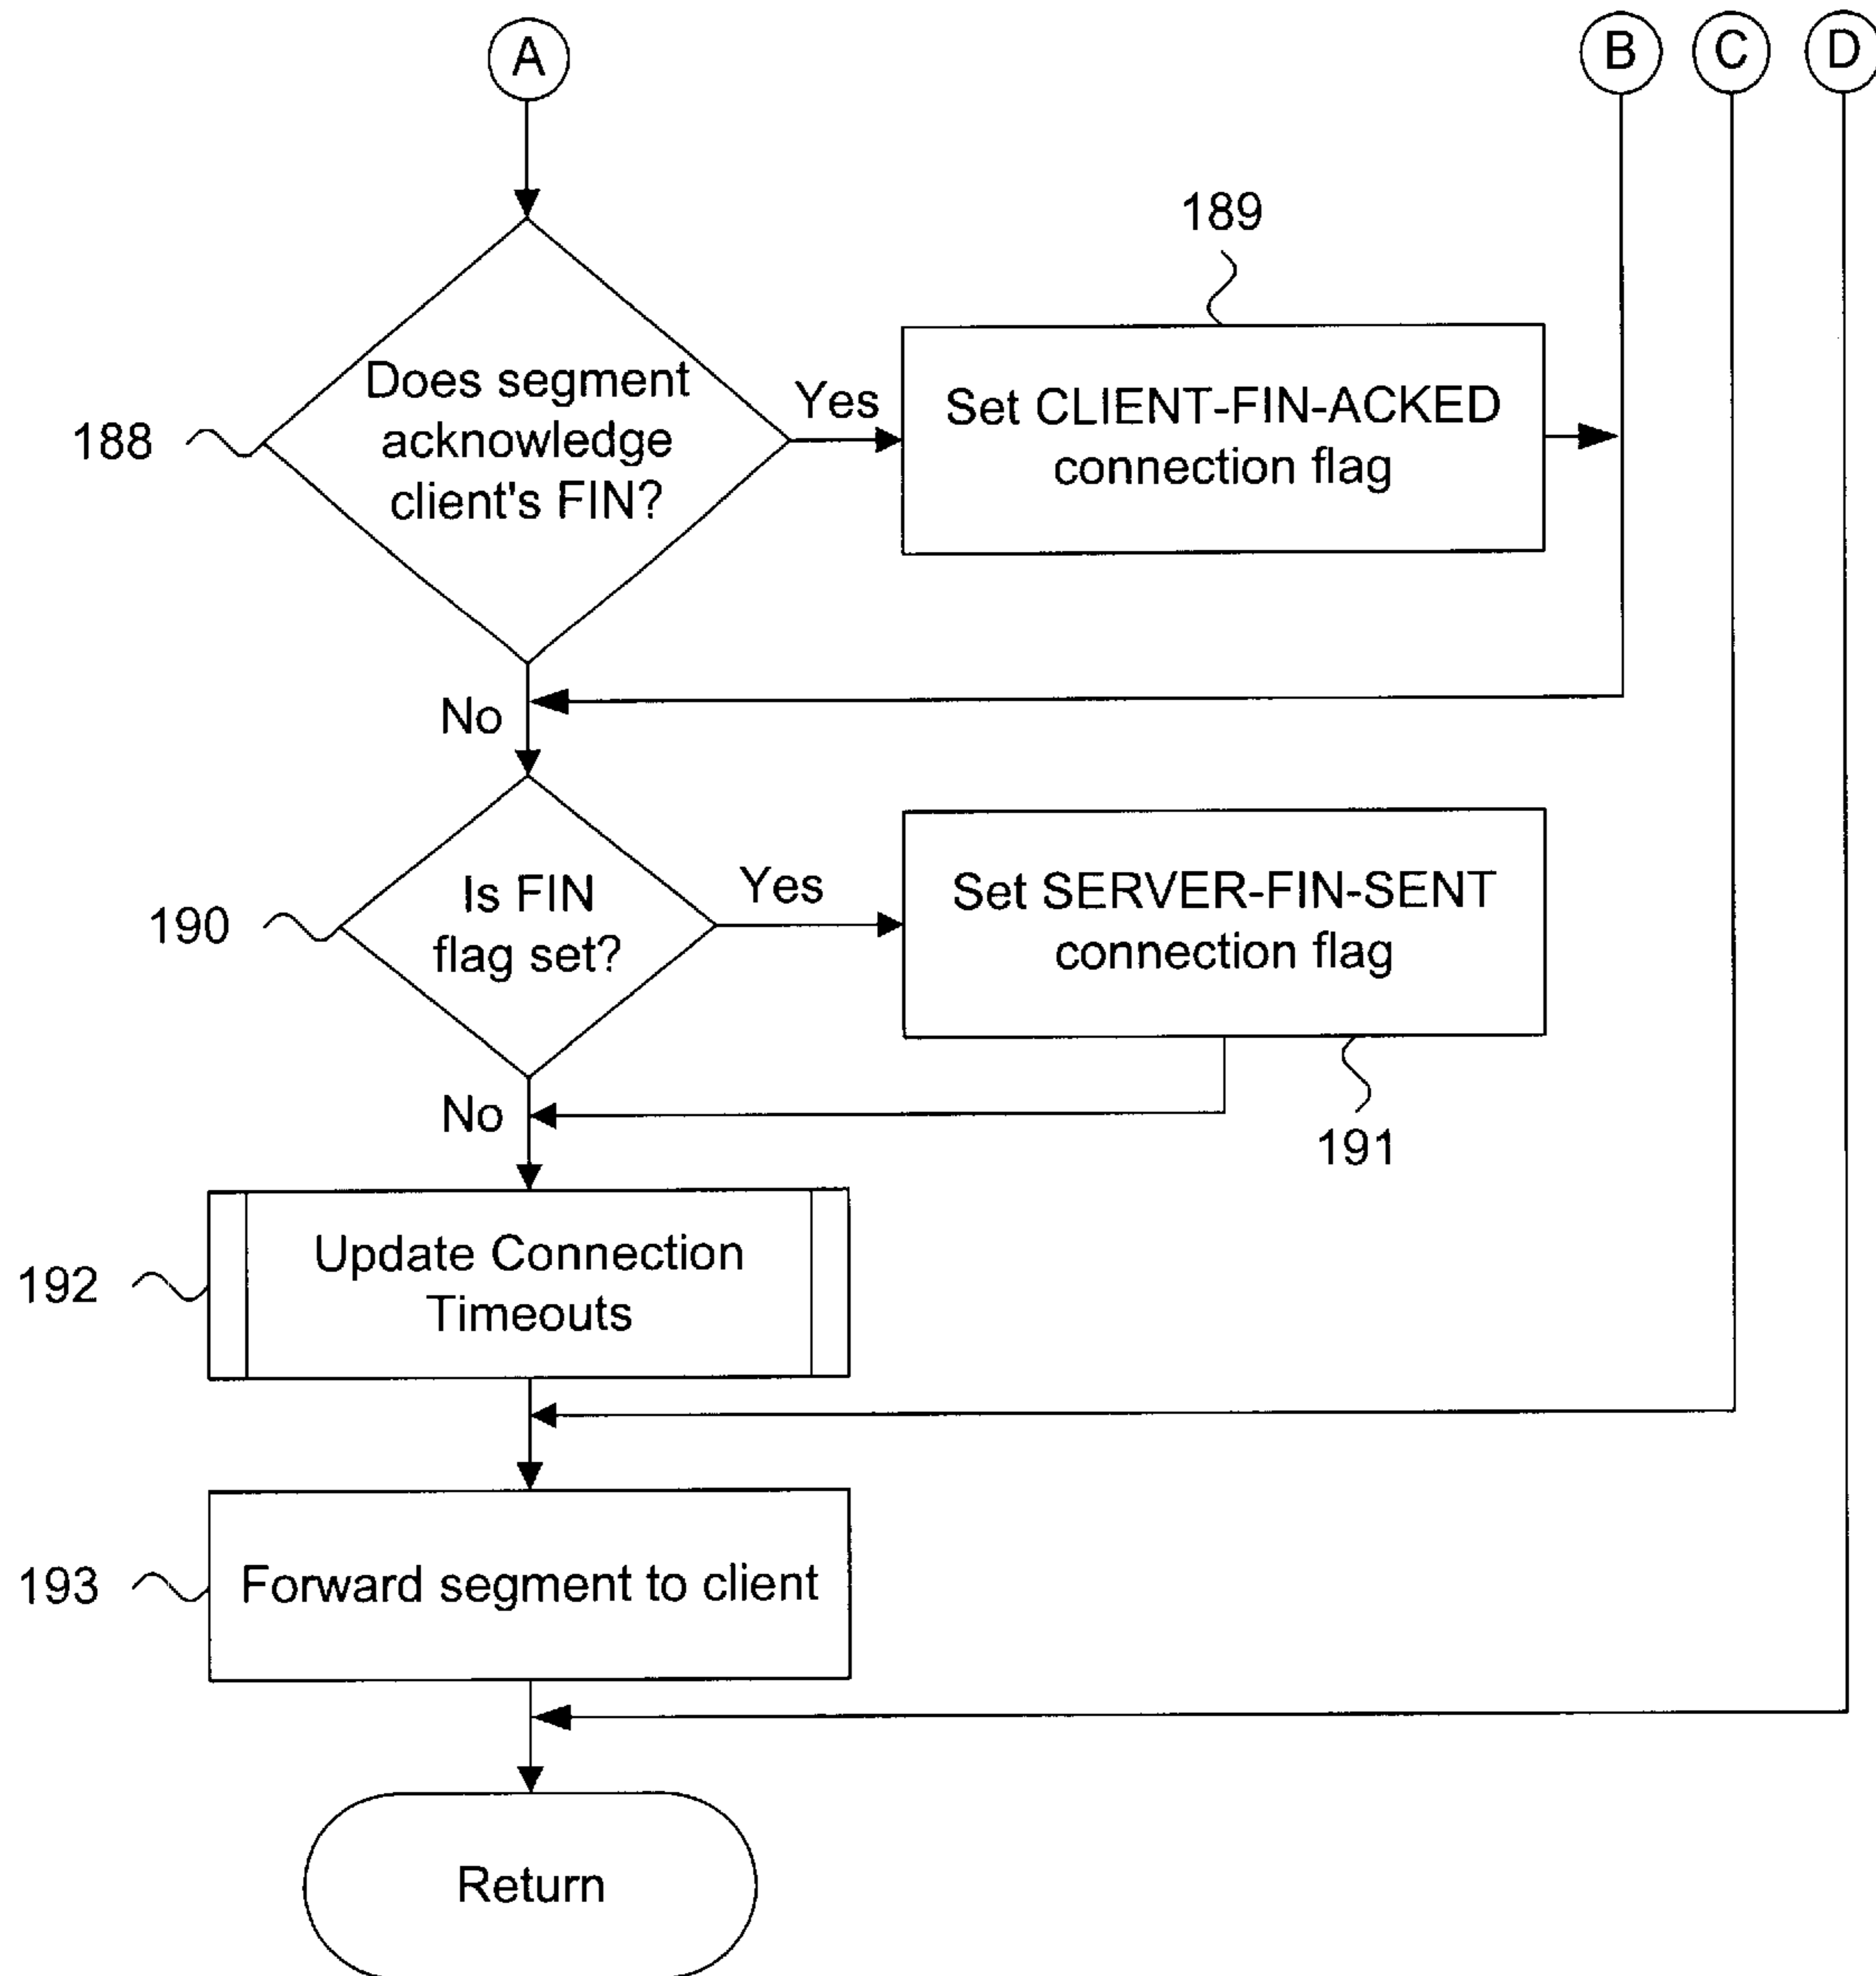 A
B
C
D
189
Does segment
acknowledge
client's FIN?
188
Yes
Set CLIENT-FIN-ACKED
connection flag
No
Is FIN
flag set?
190
Yes
Set SERVER-FIN-SENT
connection flag
No
191
Update Connection
Timeouts
192
Forward segment to client
193
Return